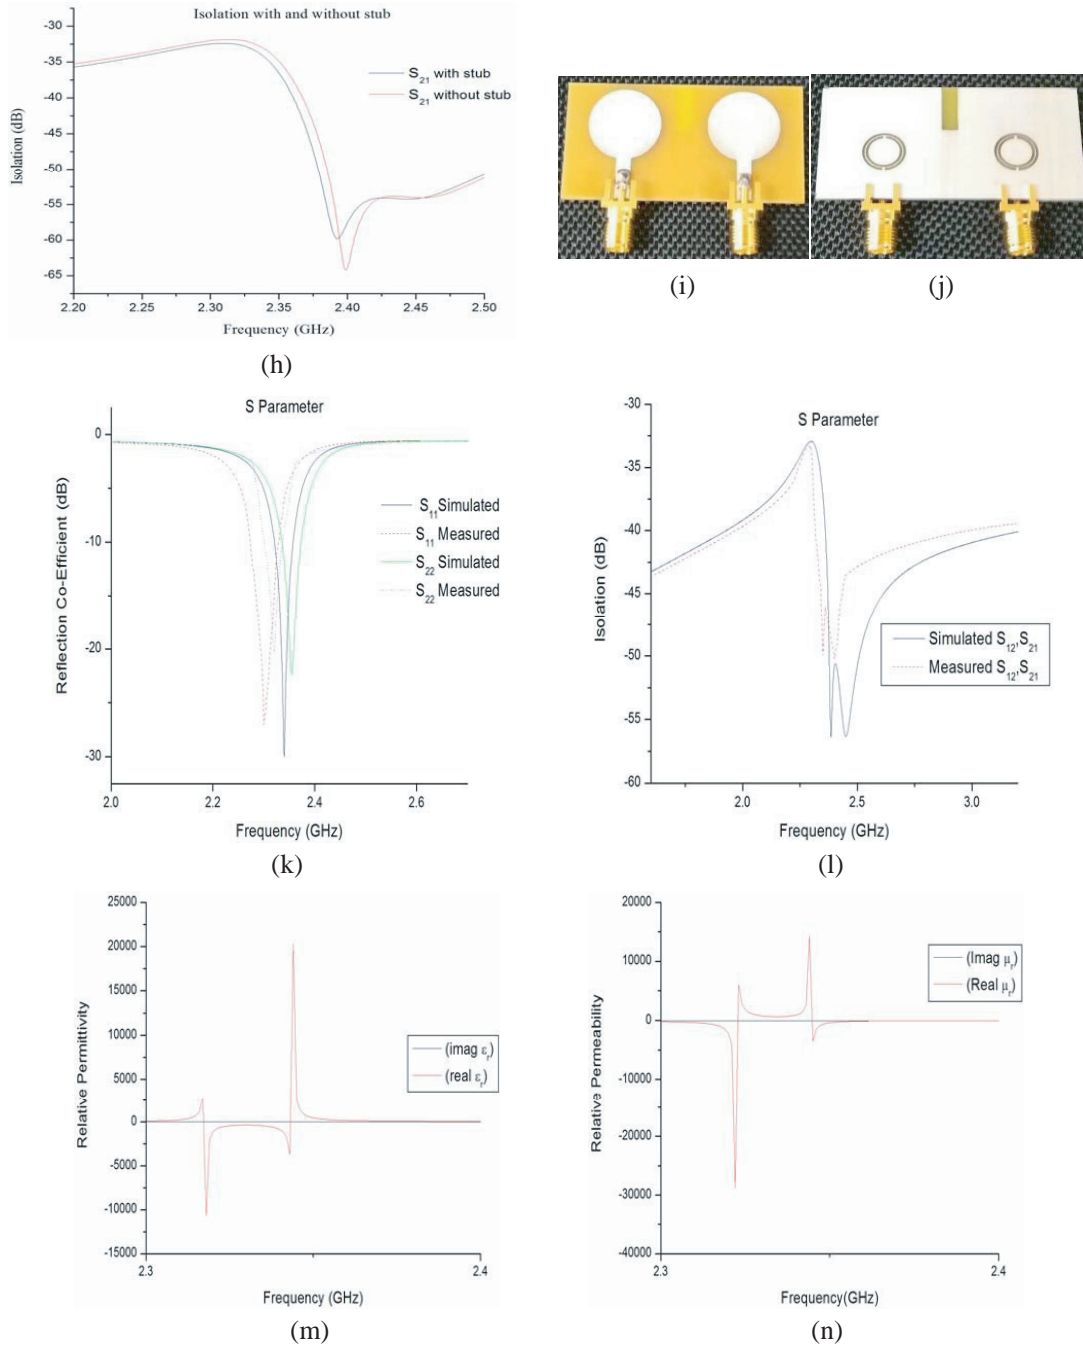 Isolation with and without stub
-30
-35
-40
-45
-50
-55
-60
-65
Isolation (dB)
S21 with stub
S21 without stub
2.20 2.25 2.30 2.35 2.40 2.45 2.50
Frequency (GHz)
(h)
(i)
(j)
S Parameter
0
-10
-20
-30
Reflection Co-Efficient (dB)
S11 Simulated
S11 Measured
S22 Simulated
S22 Measured
2.0 2.2 2.4 2.6
Frequency (GHz)
(k)
S Parameter
-30
-35
-40
-45
-50
-55
-60
Isolation (dB)
Simulated S12,S21
Measured S12,S21
2.0 2.5 3.0
Frequency (GHz)
(l)
25000
20000
15000
10000
5000
0
-5000
-10000
-15000
Relative Permittivity
(imag εr)
(real εr)
2.3 2.4
Frequency (GHz)
(m)
20000
10000
0
-10000
-20000
-30000
-40000
Relative Permeability
(Imag μr)
(Real μr)
2.3 2.4
Frequency(GHz)
(n)